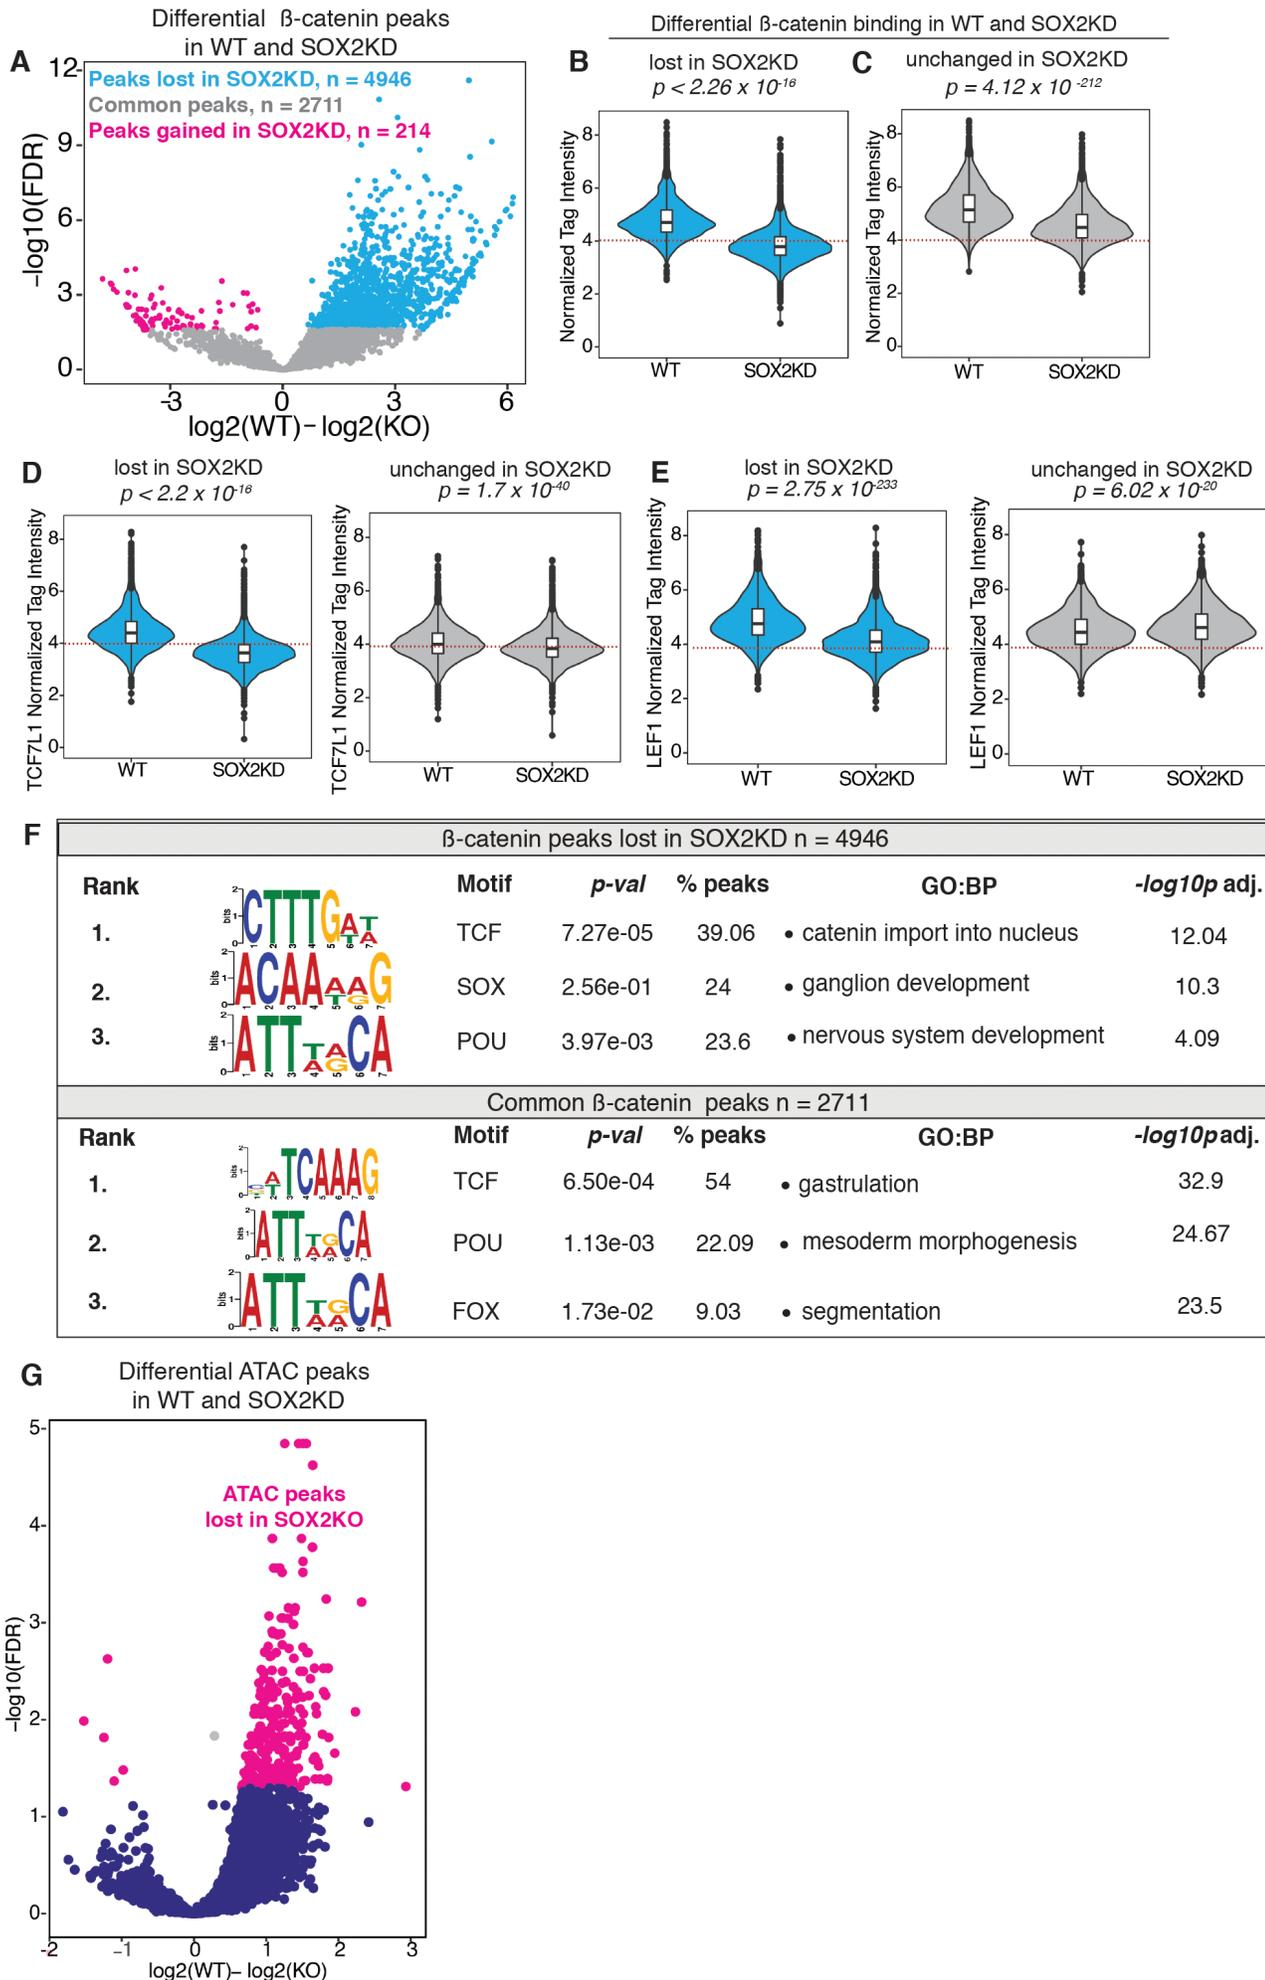 Differential ß-catenin peaks
in WT and SOX2KD
A
Peaks lost in SOX2KD, n = 4946
Common peaks, n = 2711
Peaks gained in SOX2KD, n = 214
−log10(FDR)
12
9
6
3
0
-3 0 3 6
log2(WT)−log2(KO)
Differential ß-catenin binding in WT and SOX2KD
B
lost in SOX2KD
p < 2.26 x 10-16
Normalized Tag Intensity
8
6
4
2
0
WT SOX2KD
C
unchanged in SOX2KD
p = 4.12 x 10 -212
Normalized Tag Intensity
8
6
4
2
0
WT SOX2KD
D
lost in SOX2KD
p < 2.2 x 10-16
TCF7L1 Normalized Tag Intensity
8
6
4
2
0
WT SOX2KD
unchanged in SOX2KD
p = 1.7 x 10-40
TCF7L1 Normalized Tag Intensity
8
6
4
2
0
WT SOX2KD
E
lost in SOX2KD
p = 2.75 x 10-233
LEF1 Normalized Tag Intensity
8
6
4
2
0
WT SOX2KD
unchanged in SOX2KD
p = 6.02 x 10-20
LEF1 Normalized Tag Intensity
8
6
4
2
0
WT SOX2KD
F
ß-catenin peaks lost in SOX2KD n = 4946
Rank Motif p-val % peaks GO:BP -log10p adj.
1. TCF 7.27e-05 39.06 • catenin import into nucleus 12.04
2. SOX 2.56e-01 24 • ganglion development 10.3
3. POU 3.97e-03 23.6 • nervous system development 4.09
Common ß-catenin peaks n = 2711
Rank Motif p-val % peaks GO:BP -log10p adj.
1. TCF 6.50e-04 54 • gastrulation 32.9
2. POU 1.13e-03 22.09 • mesoderm morphogenesis 24.67
3. FOX 1.73e-02 9.03 • segmentation 23.5
G
Differential ATAC peaks
in WT and SOX2KD
ATAC peaks
lost in SOX2KO
−log10(FDR)
5
4
3
2
1
0
-2 −1 0 1 2 3
log2(WT)− log2(KO)